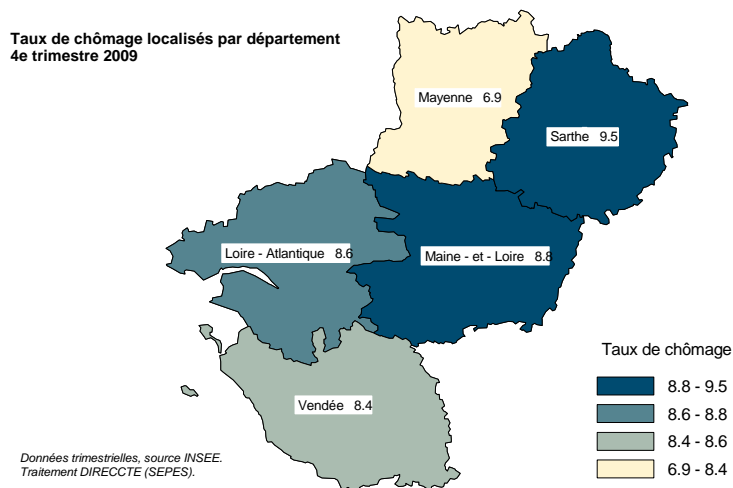 Taux de chômage localisés par département
4e trimestre 2009
Mayenne 6.9
Sarthe 9.5
Loire - Atlantique 8.6
Maine - et - Loire 8.8
Vendée 8.4
Taux de chômage
8.8 - 9.5
8.6 - 8.8
8.4 - 8.6
6.9 - 8.4
Données trimestrielles, source INSEE.
Traitement DIRECCTE (SEPES).